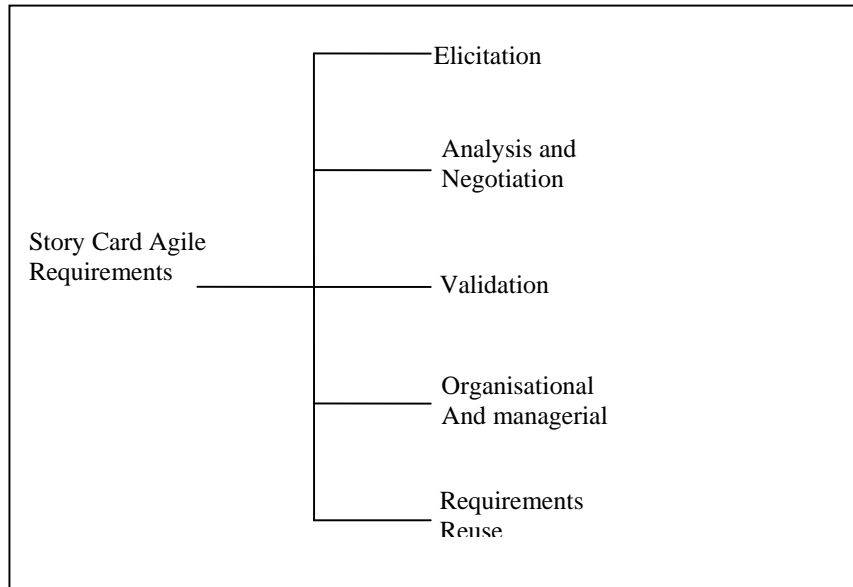 Elicitation
Analysis and
Negotiation
Story Card Agile
Requirements
Validation
Organisational
And managerial
Requirements
Reuse